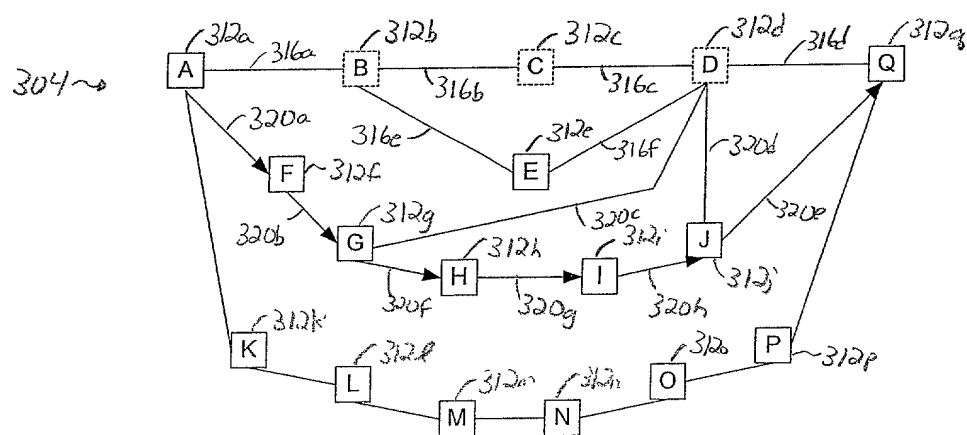 312a
312b
312c
312d
312q
A
316a
B
316b
C
316c
D
316d
Q
304
320a
316e
312e
316f
320d
E
F
312f
320b
312g
320c
320e
G
312h
312i
J
H
I
312j
320f
320g
320h
312k
K
312l
312o
P
312p
L
312m
312n
O
M
N